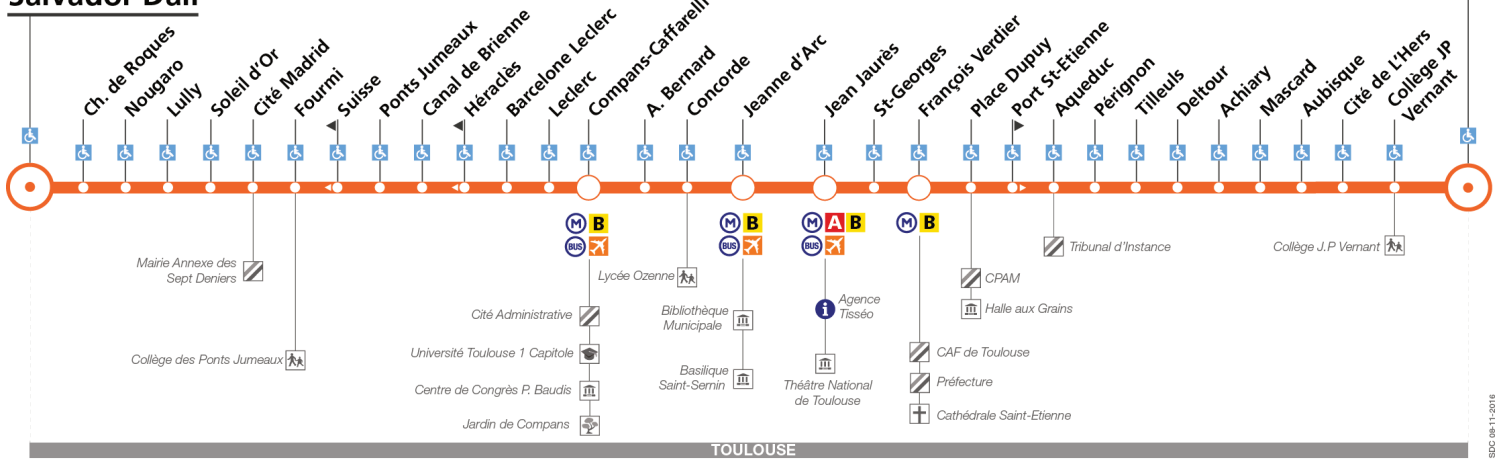 Salvador Dali
Ch. de Roques
Nougaro
Lully
Soleil d'Or
Cité Madrid
Fourmi
Suisse
Ponts Jumeaux
Canal de Brienne
Héraclès
Barcelone Leclerc
Leclerc
Compans-Caffarelli
A. Bernard
Concorde
Jeanne d'Arc
Jean Jaurès
St-Georges
François Verdier
Place Dupuy
Port St-Etienne
Aqueduc
Pérignon
Tilleuls
Deltour
Achiary
Mascard
Aubisque
Cité de L'Hers
Collège JP
Vernant
M B
BUS
M B
BUS
M A B
BUS
M B
Mairie Annexe des
Sept Deniers
Collège des Ponts Jumeaux
Cité Administrative
Université Toulouse 1 Capitole
Centre de Congrès P. Baudis
Jardin de Compans
Lycée Ozenne
Bibliothèque
Municipale
Basilique
Saint-Sernin
i
Agence
Tisséo
Théâtre National
de Toulouse
CAF de Toulouse
Préfecture
Cathédrale Saint-Etienne
CPAM
Halle aux Grains
Tribunal d'Instance
Collège J.P Vernant
TOULOUSE
SDC 08-11-2016